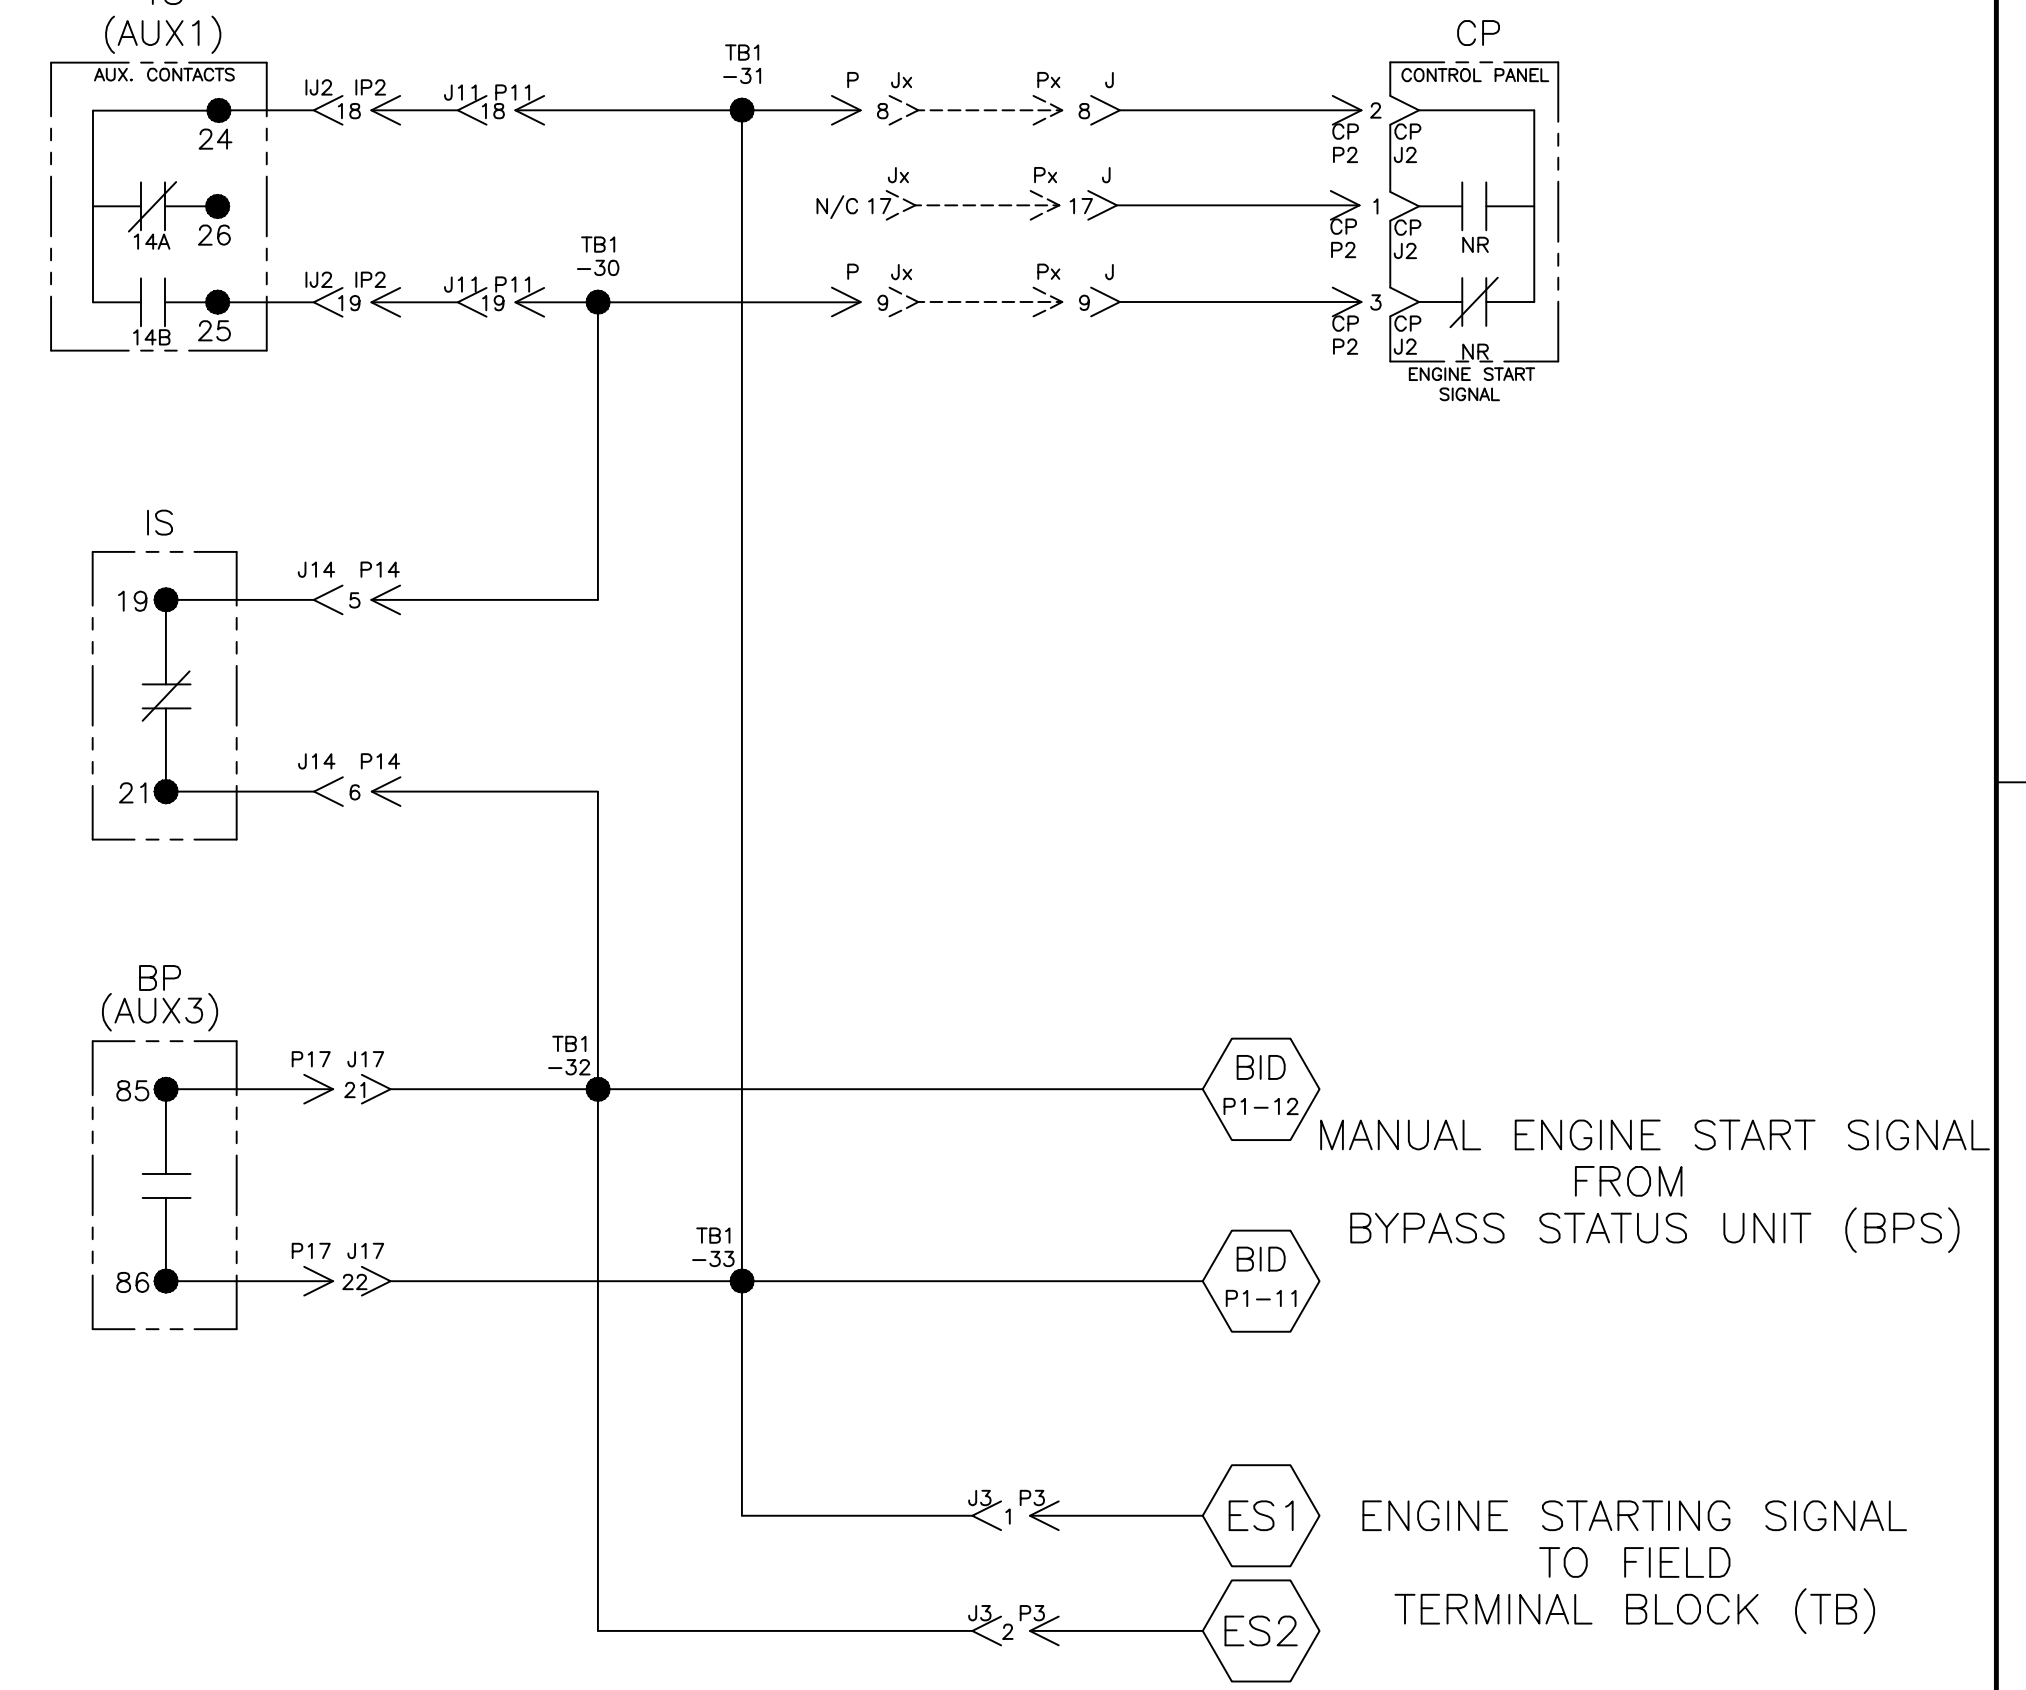 (AUX1)
AUX. CONTACTS
24
14A
26
14B
25
IJ2 IP2
18
J11 P11
18
TB1
-31
P Jx
8
Px J
8
CP
CONTROL PANEL
2
CP CP
P2 J2
Jx
N/C 17
Px J
17
1
CP CP
P2 J2
NR
IJ2 IP2
19
J11 P11
19
TB1
-30
P Jx
9
Px J
9
3
CP CP
P2 J2
NR
ENGINE START
SIGNAL
IS
19
J14 P14
5
21
J14 P14
6
BP
(AUX3)
85
P17 J17
21
TB1
-32
BID
P1-12
MANUAL ENGINE START SIGNAL
FROM
BYPASS STATUS UNIT (BPS)
86
P17 J17
22
TB1
-33
BID
P1-11
J3 P3
1
ES1
ENGINE STARTING SIGNAL
TO FIELD
TERMINAL BLOCK (TB)
J3 P3
2
ES2